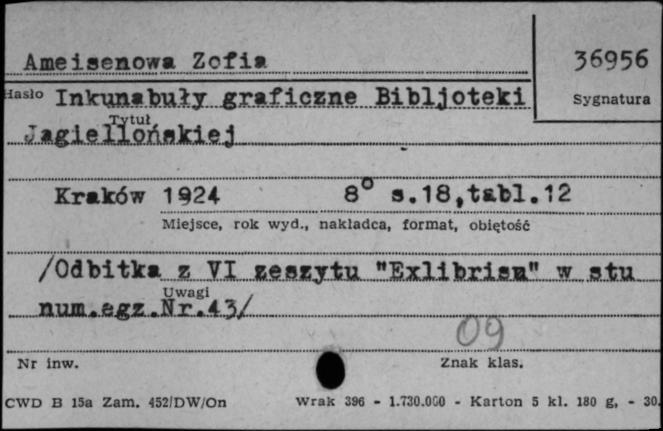 Ameisenowa Zofia
36956
Hasło Inkunabuły graficzne Bibljoteki
Sygnatura
Tytuł
Jagiellońskiej
Kraków 1924 8° s.18,tabl.12
Miejsce, rok wyd., nakładca, format, obiętość
/Odbitka z VI zeszytu "Exlibrisa" w stu
Uwagi
num.egz.Nr.43/
09
Nr inw.
Znak klas.
CWD B 15a Zam. 452/DW/On Wrak 396 - 1.730.000 - Karton 5 kl. 180 g, - 30.